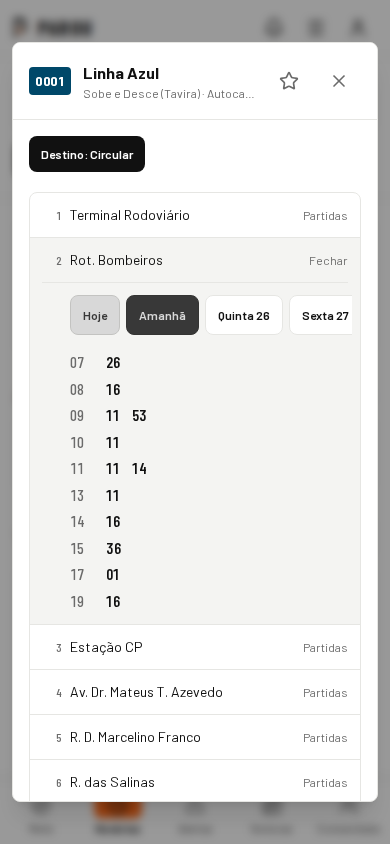 0001
Linha Azul
Sobe e Desce (Tavira) · Autoca...
Destino: Circular
1 Terminal Rodoviário Partidas
2 Rot. Bombeiros Fechar
Hoje Amanhã Quinta 26 Sexta 27
07 26
08 16
09 11 53
10 11
11 11 14
13 11
14 16
15 36
17 01
19 16
3 Estação CP Partidas
4 Av. Dr. Mateus T. Azevedo Partidas
5 R. D. Marcelino Franco Partidas
6 R. das Salinas Partidas